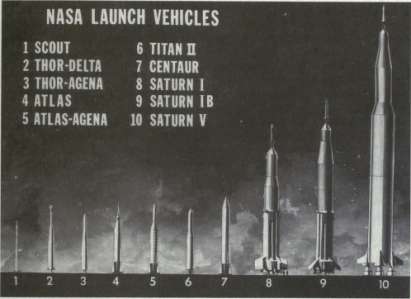 NASA LAUNCH VEHICLES
1 SCOUT
2 THOR-DELTA
3 THOR-AGENA
4 ATLAS
5 ATLAS-AGENA
6 TITAN II
7 CENTAUR
8 SATURN I
9 SATURN IB
10 SATURN V
1 2 3 4 5 6 7 8 9 10